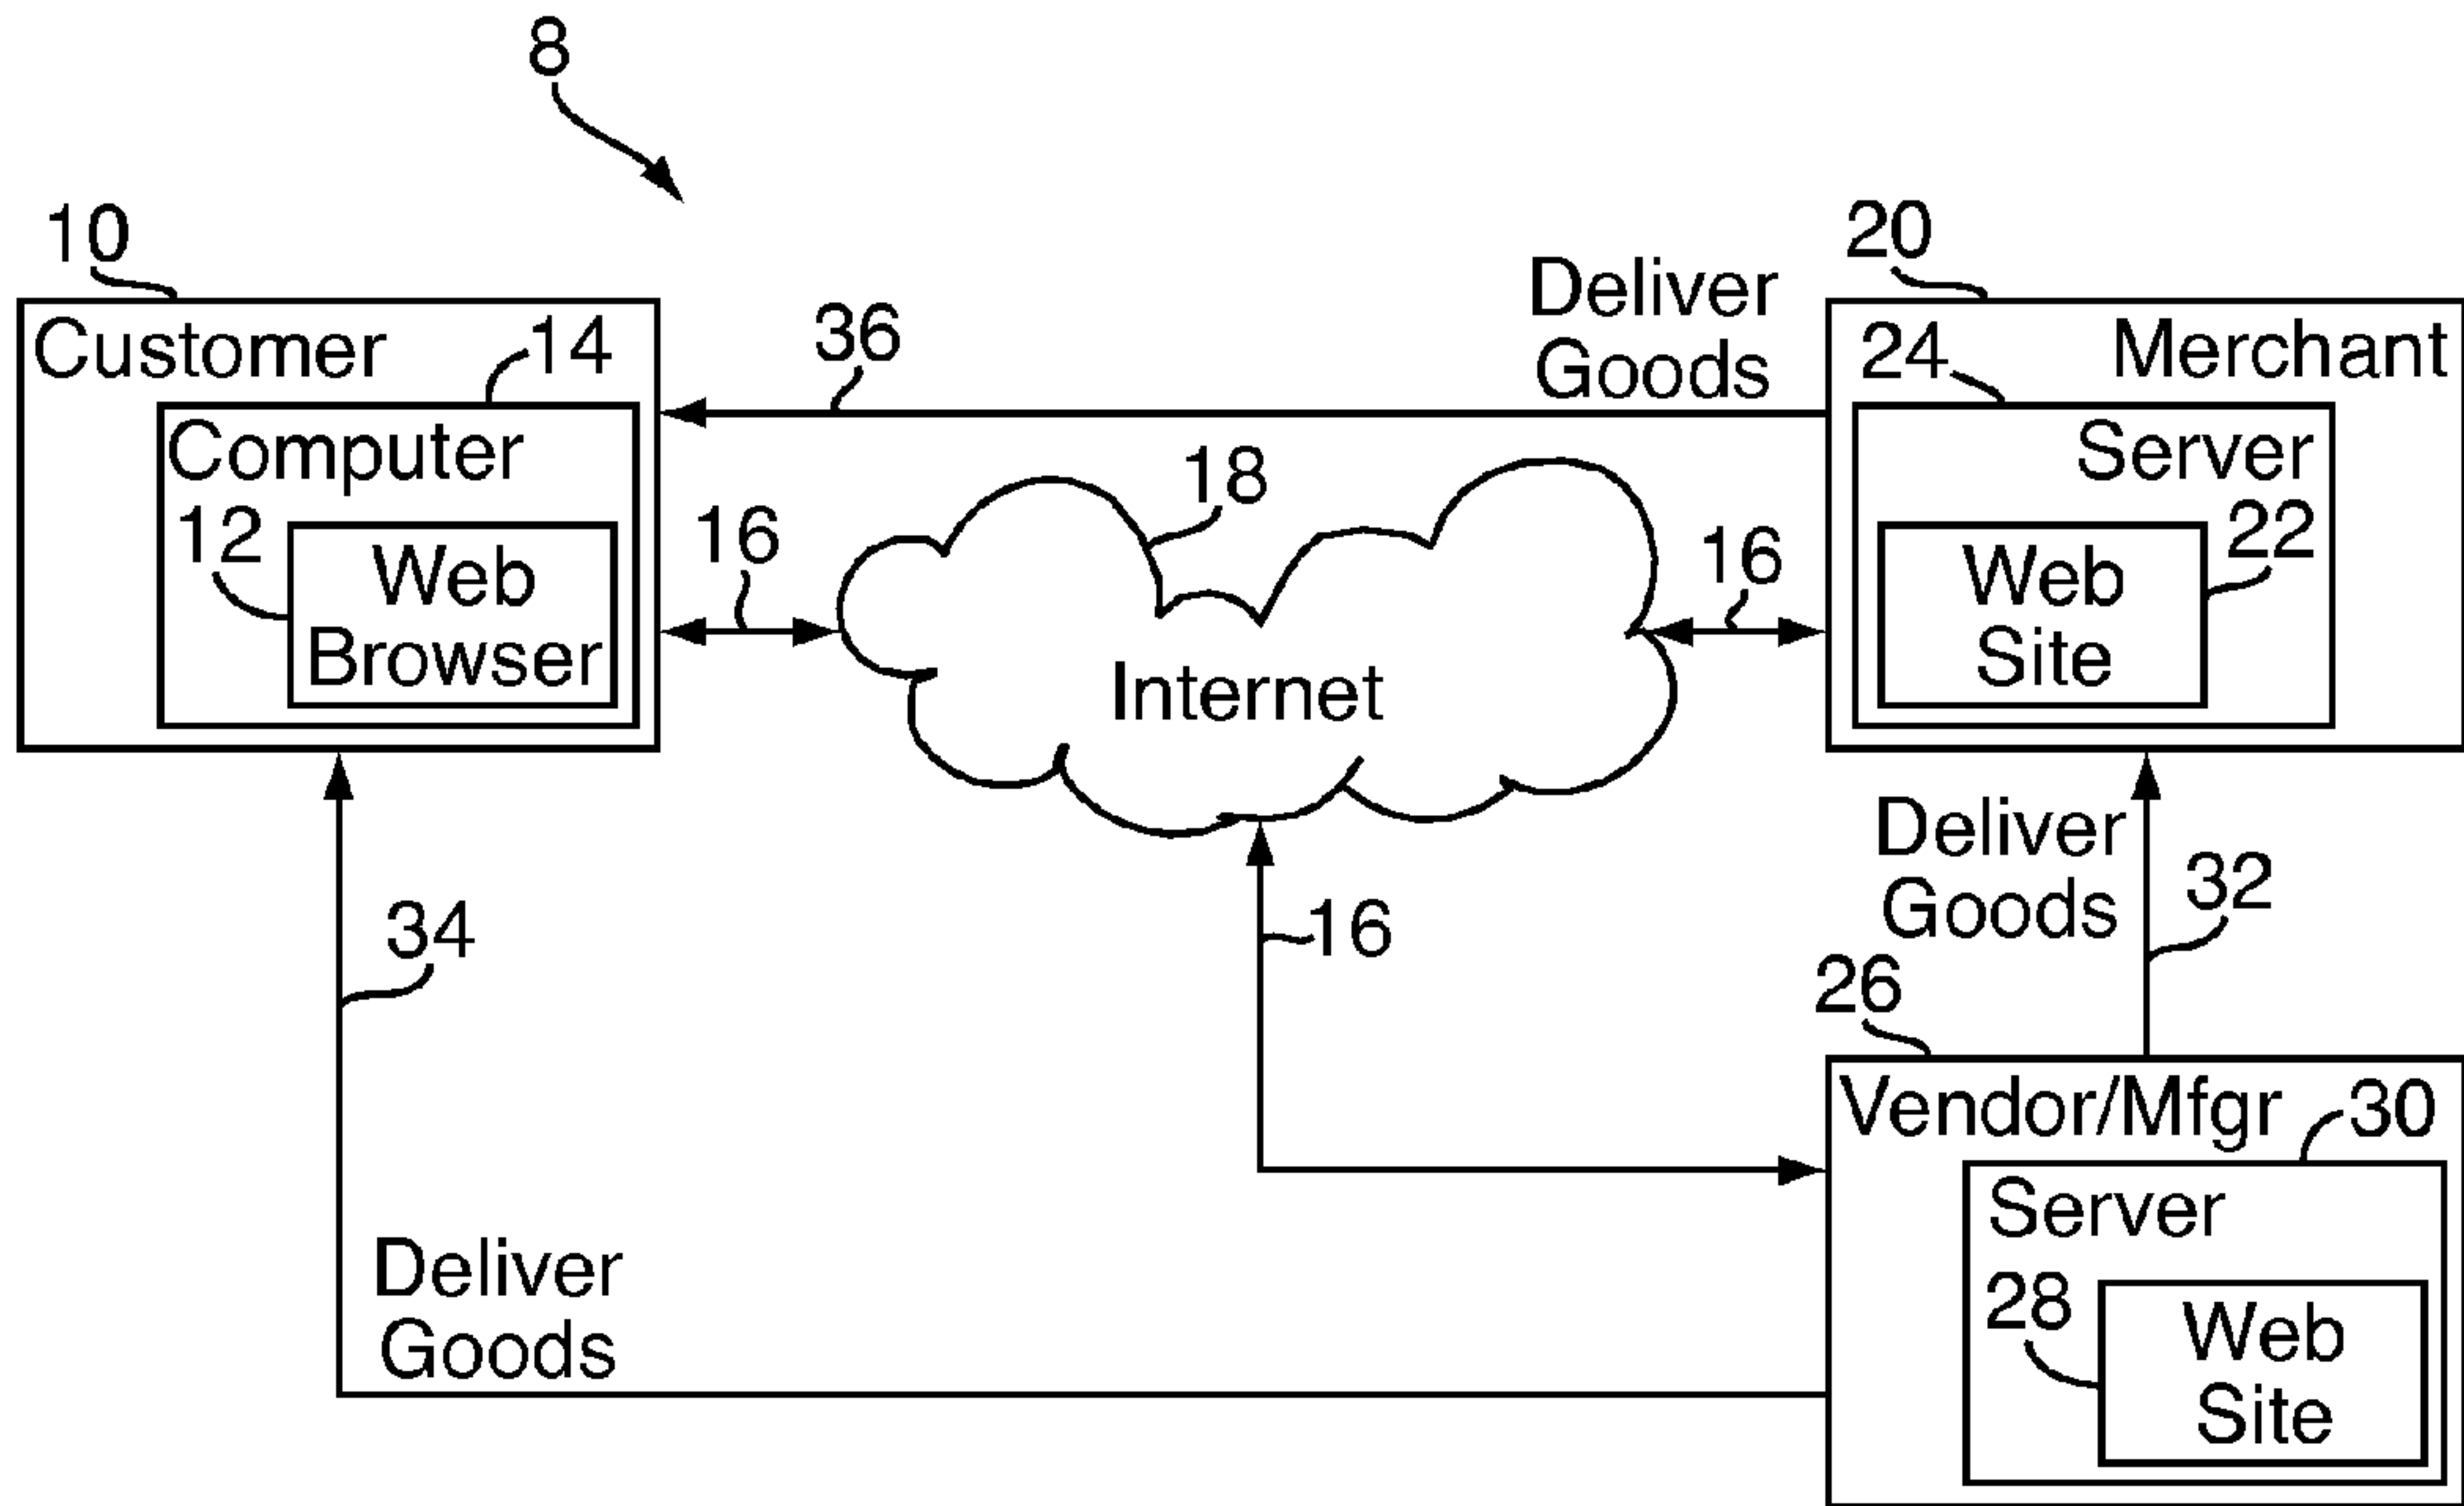 8
10
Customer
14
Computer
12
Web
Browser
36
Deliver
Goods
16
18
Internet
16
20
24
Merchant
Server
22
Web
Site
34
16
Deliver
Goods
32
26
Vendor/Mfgr
30
Server
28
Web
Site
Deliver
Goods